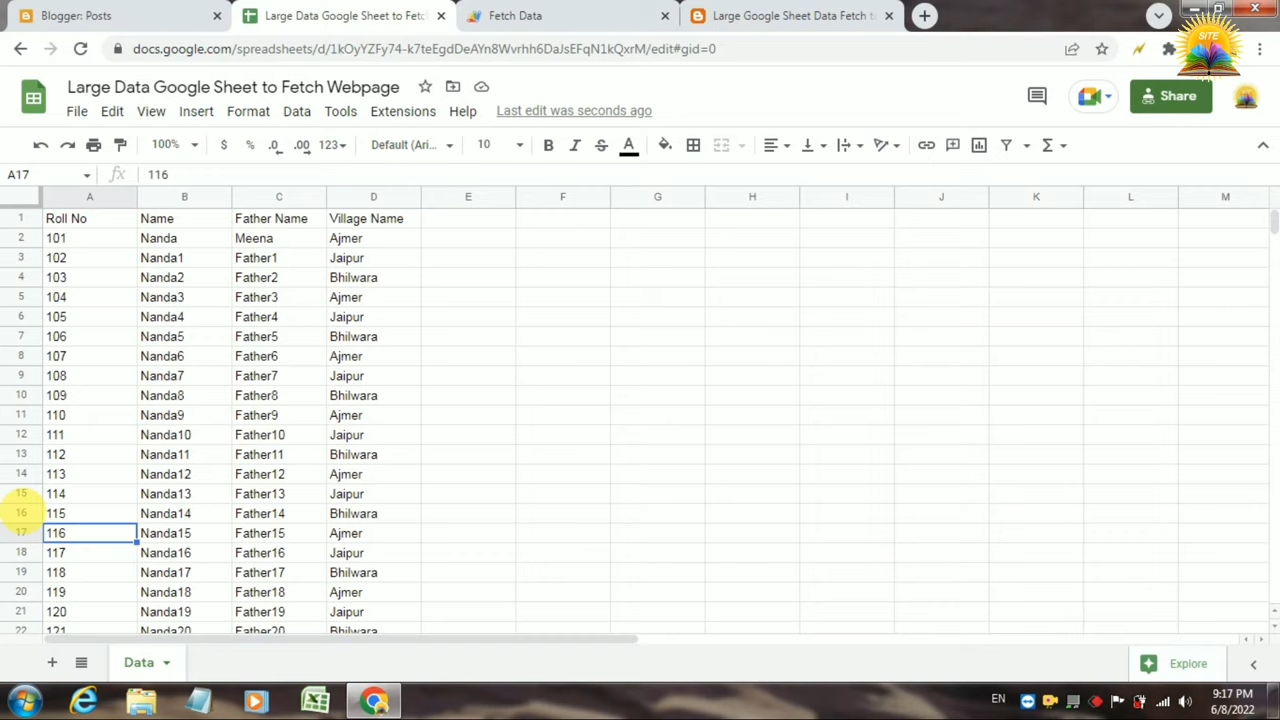 Blogger: Posts
Large Data Google Sheet to Fetch
Fetch Data
Large Google Sheet Data Fetch to
docs.google.com/spreadsheets/d/1kOyYZFy74-k7teEgdDeAYn8Wvrhh6DaJsEFqN1kQxrM/edit#gid=0
SITE
Large Data Google Sheet to Fetch Webpage
File Edit View Insert Format Data Tools Extensions Help Last edit was seconds ago
Share
100% $ % .0 .00 123 Default (Ari... 10 B I S A
A17 fx 116
A B C D E F G H I J K L M
1 Roll No Name Father Name Village Name
2 101 Nanda Meena Ajmer
3 102 Nanda1 Father1 Jaipur
4 103 Nanda2 Father2 Bhilwara
5 104 Nanda3 Father3 Ajmer
6 105 Nanda4 Father4 Jaipur
7 106 Nanda5 Father5 Bhilwara
8 107 Nanda6 Father6 Ajmer
9 108 Nanda7 Father7 Jaipur
10 109 Nanda8 Father8 Bhilwara
11 110 Nanda9 Father9 Ajmer
12 111 Nanda10 Father10 Jaipur
13 112 Nanda11 Father11 Bhilwara
14 113 Nanda12 Father12 Ajmer
15 114 Nanda13 Father13 Jaipur
16 115 Nanda14 Father14 Bhilwara
17 116 Nanda15 Father15 Ajmer
18 117 Nanda16 Father16 Jaipur
19 118 Nanda17 Father17 Bhilwara
20 119 Nanda18 Father18 Ajmer
21 120 Nanda19 Father19 Jaipur
22 121 Nanda20 Father20 Bhilwara
Data
Explore
EN
9:17 PM
6/8/2022